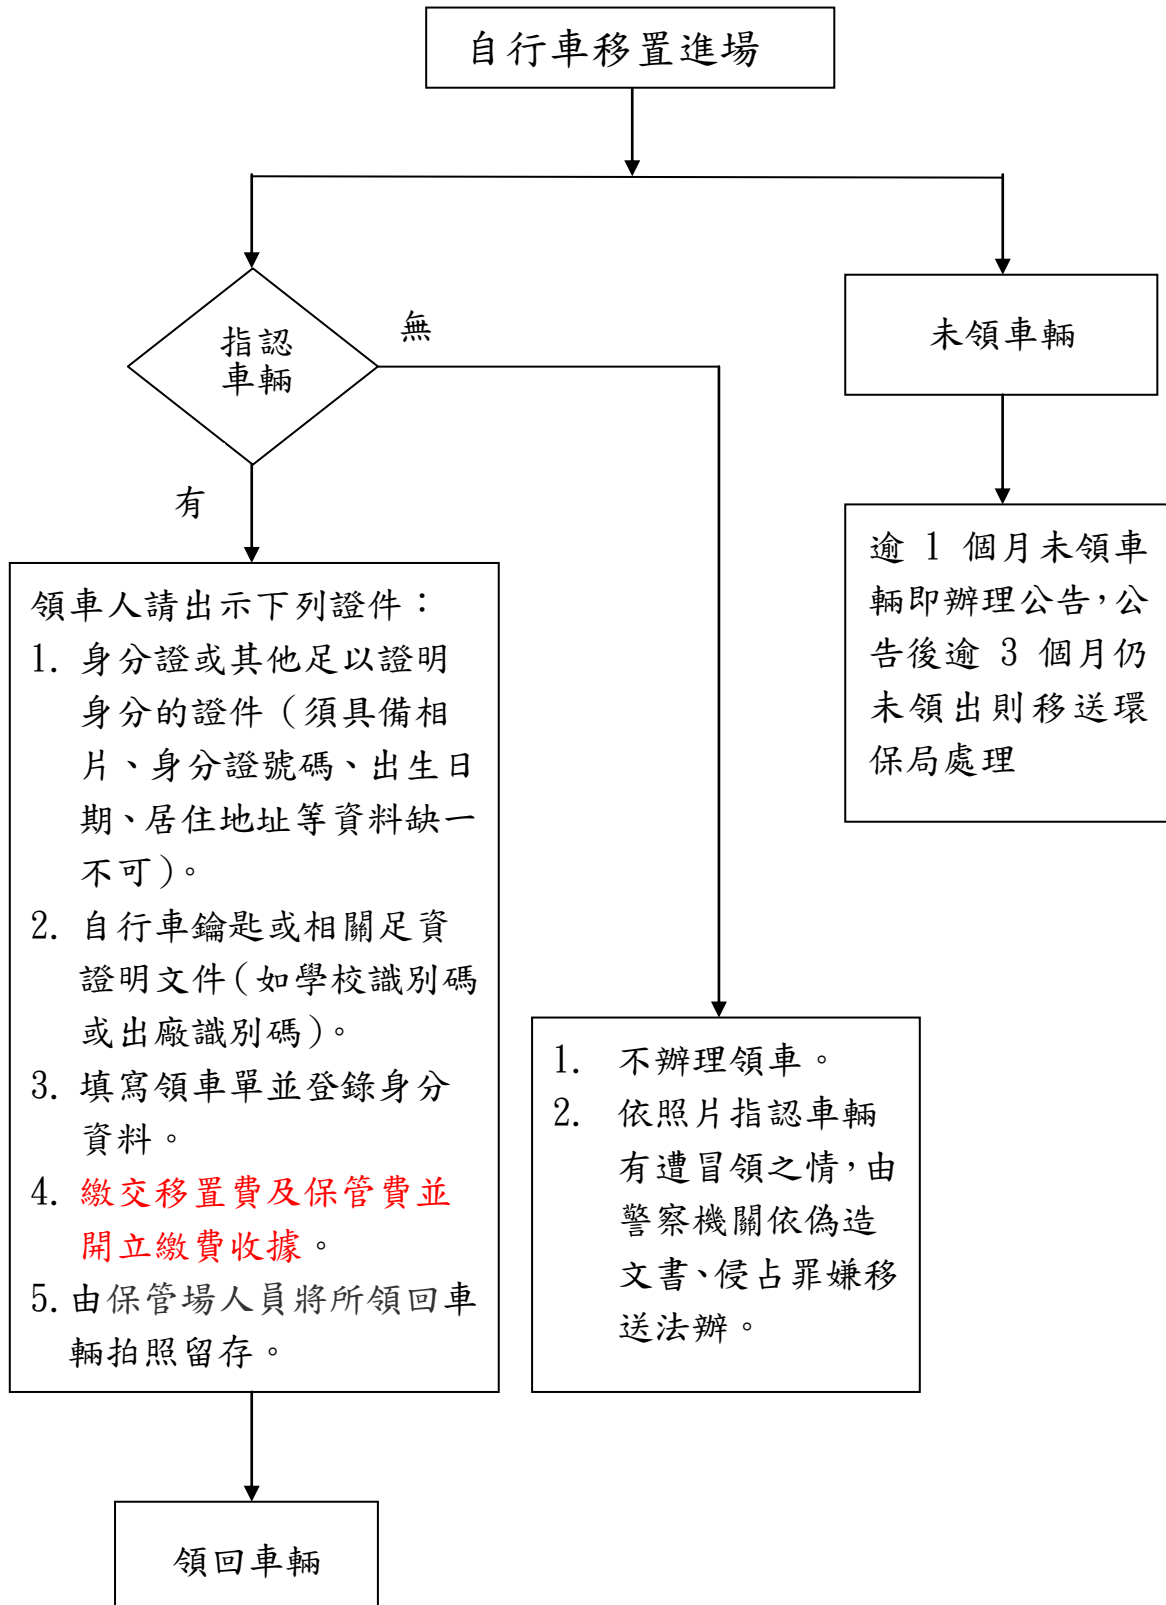 自行車移置進場
指認
車輛
無
有
未領車輛
逾 1 個月未領車
輛即辦理公告,公
告後逾 3 個月仍
未領出則移送環
保局處理
領車人請出示下列證件：
1. 身分證或其他足以證明
身分的證件（須具備相
片、身分證號碼、出生日
期、居住地址等資料缺一
不可）。
2. 自行車鑰匙或相關足資
證明文件（如學校識別碼
或出廠識別碼）。
3. 填寫領車單並登錄身分
資料。
4. 繳交移置費及保管費並
開立繳費收據。
5. 由保管場人員將所領回車
輛拍照留存。
1. 不辦理領車。
2. 依照片指認車輛
有遭冒領之情,由
警察機關依偽造
文書、侵占罪嫌移
送法辦。
領回車輛